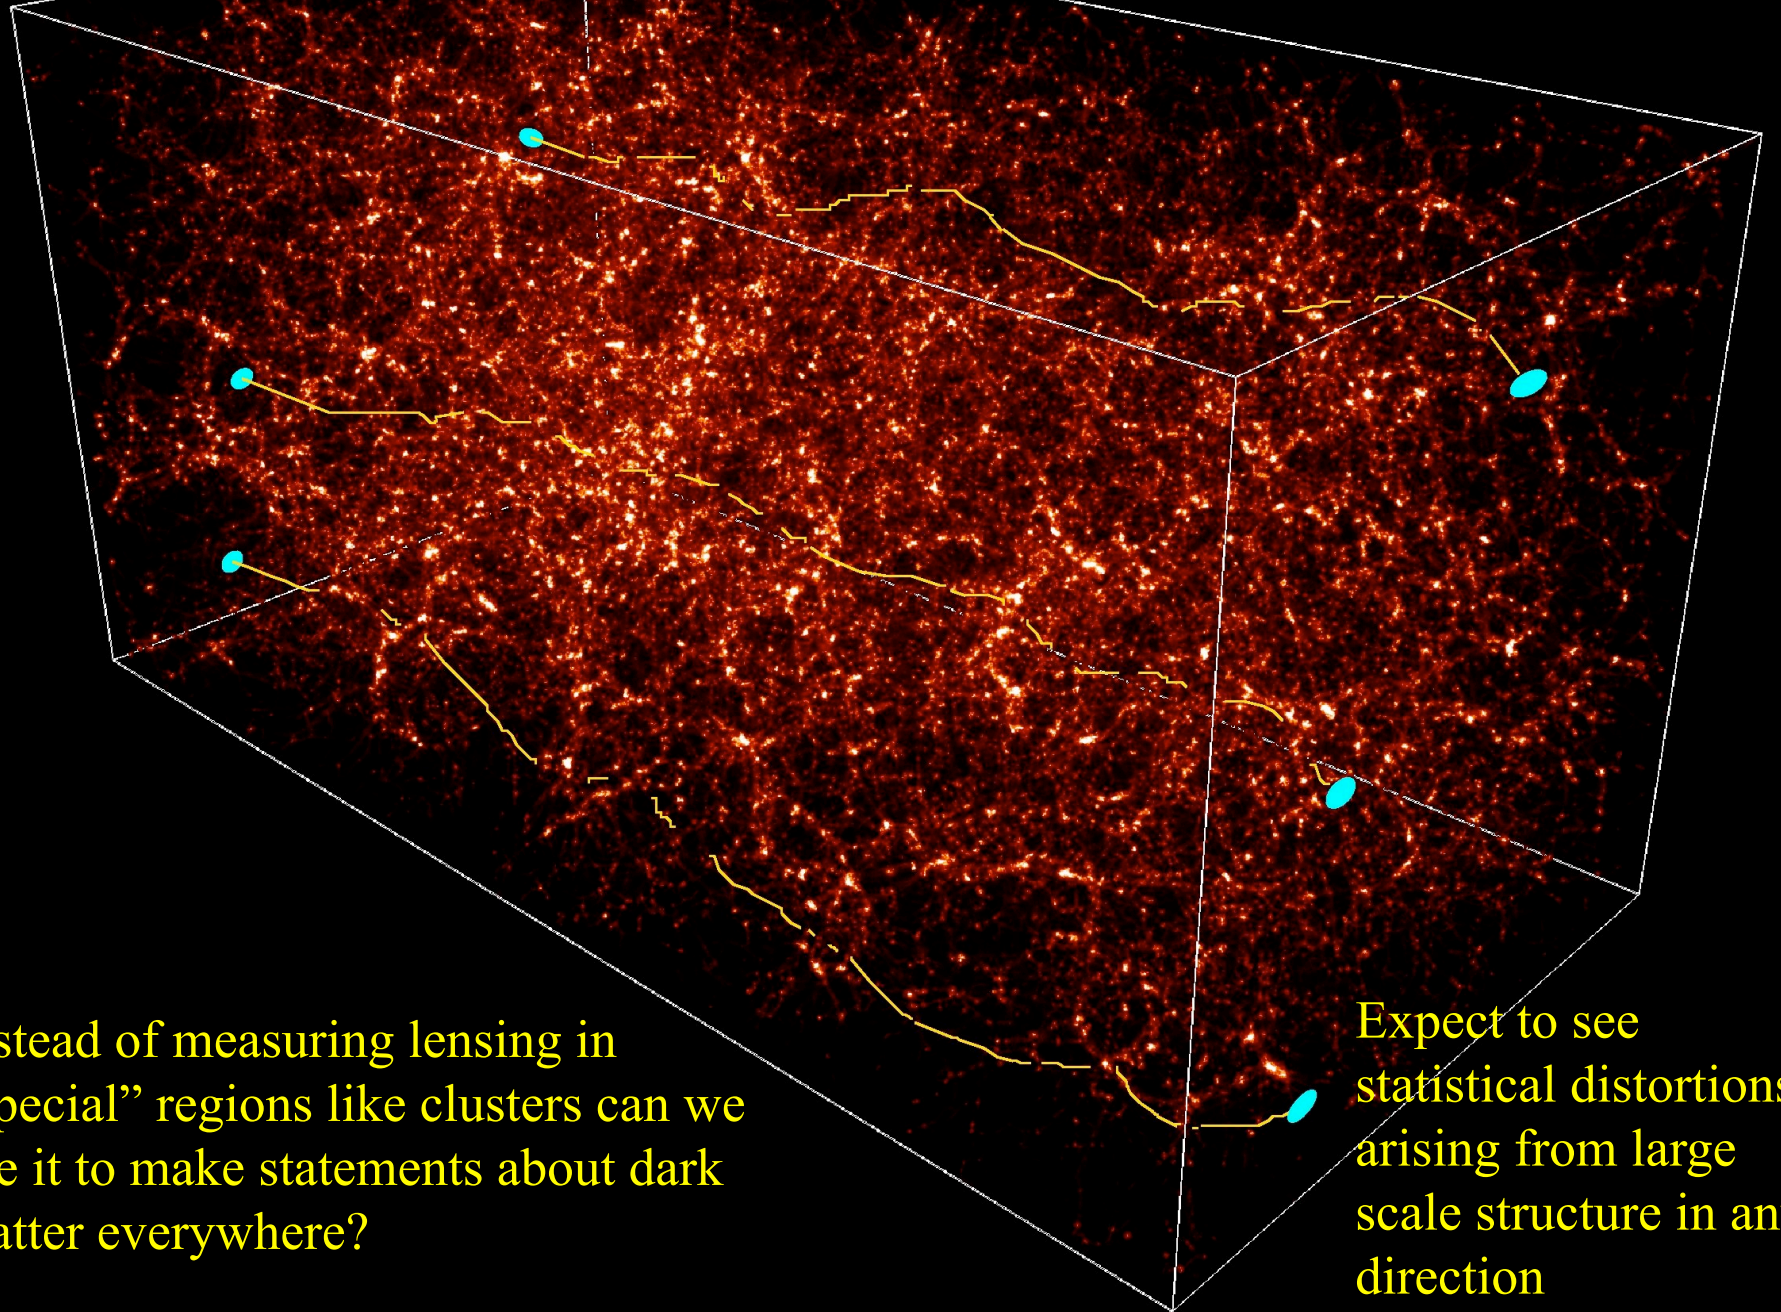 stead of measuring lensing in
pecial” regions like clusters can we
e it to make statements about dark
atter everywhere?
Expect to see
statistical distortions
arising from large
scale structure in an
direction